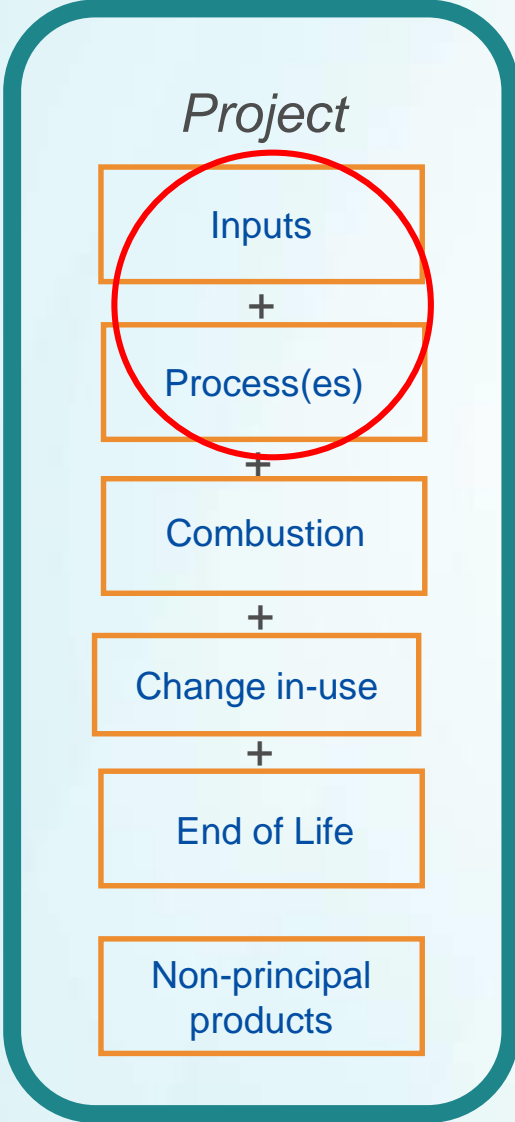 Project
Inputs
+
Process(es)
+
Combustion
+
Change in-use
+
End of Life
Non-principal
products